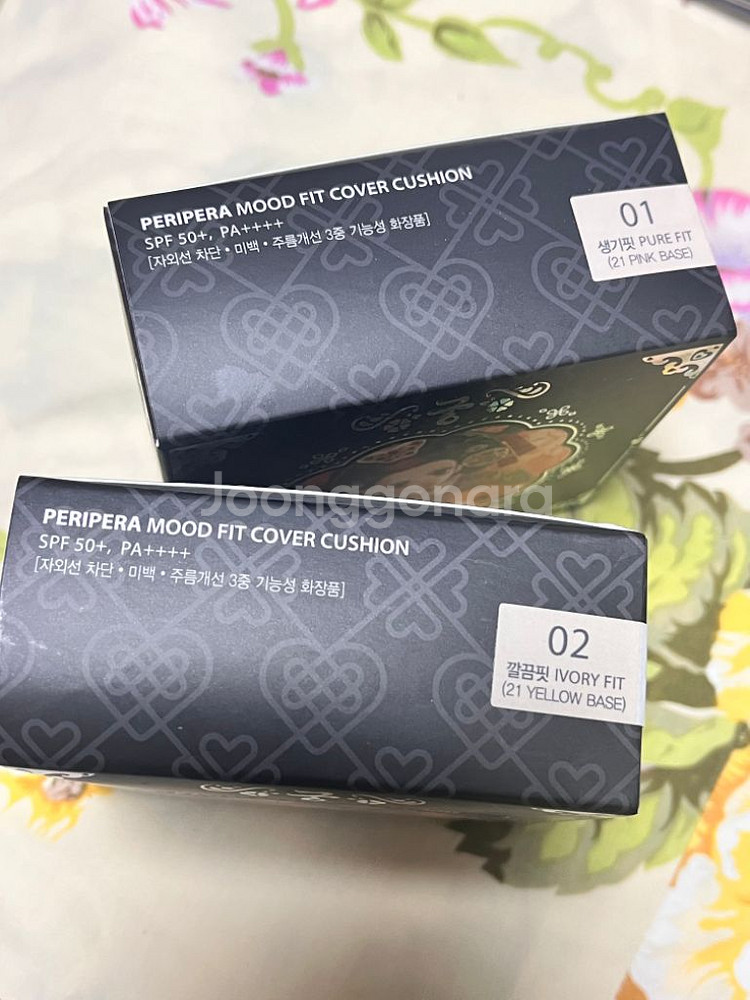 PERIPERA MOOD FIT COVER CUSHION
SPF 50+, PA++++
[자외선 차단 • 미백 • 주름개선 3중 기능성 화장품]
01
생기핏 PURE FIT
(21 PINK BASE)
궁
Joonggonara
PERIPERA MOOD FIT COVER CUSHION
SPF 50+, PA++++
[자외선 차단 • 미백 • 주름개선 3중 기능성 화장품]
02
깔끔핏 IVORY FIT
(21 YELLOW BASE)